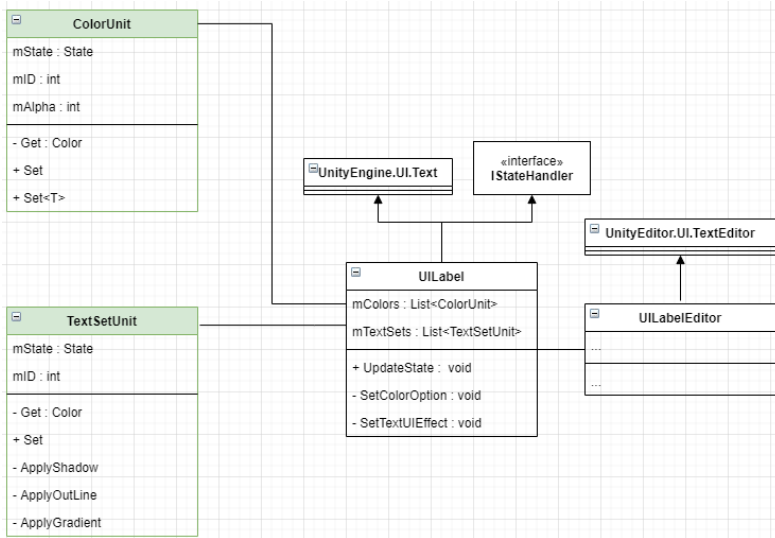 ColorUnit
mState : State
mID : int
mAlpha : int
- Get : Color
+ Set
+ Set<T>
UnityEngine.UI.Text
«interface»
IStateHandler
UnityEditor.UI.TextEditor
UILabel
mColors : List<ColorUnit>
mTextSets : List<TextSetUnit>
+ UpdateState : void
- SetColorOption : void
- SetTextUIEffect : void
UILabelEditor
...
...
TextSetUnit
mState : State
mID : int
- Get : Color
+ Set
- ApplyShadow
- ApplyOutLine
- ApplyGradient